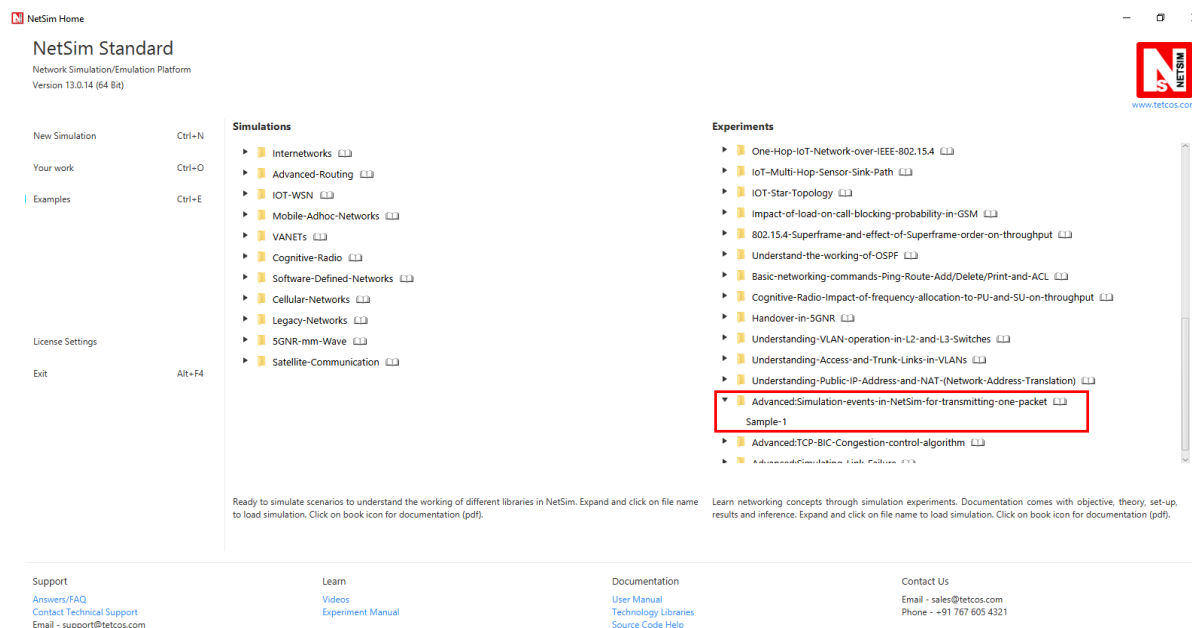 NetSim Home
NetSim Standard
Network Simulation/Emulation Platform
Version 13.0.14 (64 Bit)
NETSIM
www.tetcos.com
New Simulation Ctrl+N
Your work Ctrl+O
Examples Ctrl+E
License Settings
Exit Alt+F4
Simulations
Internetworks
Advanced-Routing
IOT-WSN
Mobile-Adhoc-Networks
VANETs
Cognitive-Radio
Software-Defined-Networks
Cellular-Networks
Legacy-Networks
5GNR-mm-Wave
Satellite-Communication
Ready to simulate scenarios to understand the working of different libraries in NetSim. Expand and click on file name
to load simulation. Click on book icon for documentation (pdf).
Experiments
One-Hop-IoT-Network-over-IEEE-802.15.4
IoT–Multi-Hop-Sensor-Sink-Path
IOT-Star-Topology
Impact-of-load-on-call-blocking-probability-in-GSM
802.15.4-Superframe-and-effect-of-Superframe-order-on-throughput
Understand-the-working-of-OSPF
Basic-networking-commands-Ping-Route-Add/Delete/Print-and-ACL
Cognitive-Radio-Impact-of-frequency-allocation-to-PU-and-SU-on-throughput
Handover-in-5GNR
Understanding-VLAN-operation-in-L2-and-L3-Switches
Understanding-Access-and-Trunk-Links-in-VLANs
Understanding-Public-IP-Address-and-NAT-(Network-Address-Translation)
Advanced:Simulation-events-in-NetSim-for-transmitting-one-packet
Sample-1
Advanced:TCP-BIC-Congestion-control-algorithm
Advanced:Simulating-Link-Failure
Learn networking concepts through simulation experiments. Documentation comes with objective, theory, set-up,
results and inference. Expand and click on file name to load simulation. Click on book icon for documentation (pdf).
Support
Answers/FAQ
Contact Technical Support
Email - support@tetcos.com
Learn
Videos
Experiment Manual
Documentation
User Manual
Technology Libraries
Source Code Help
Contact Us
Email - sales@tetcos.com
Phone - +91 767 605 4321